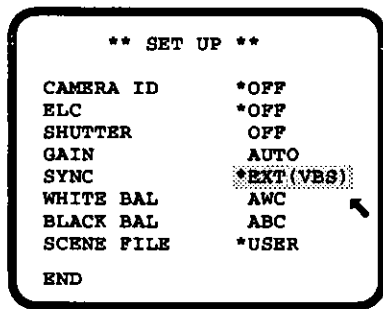 ** SET UP **
CAMERA ID *OFF
ELC *OFF
SHUTTER OFF
GAIN AUTO
SYNC *EXT(VBS)
WHITE BAL AWC
BLACK BAL ABC
SCENE FILE *USER
END